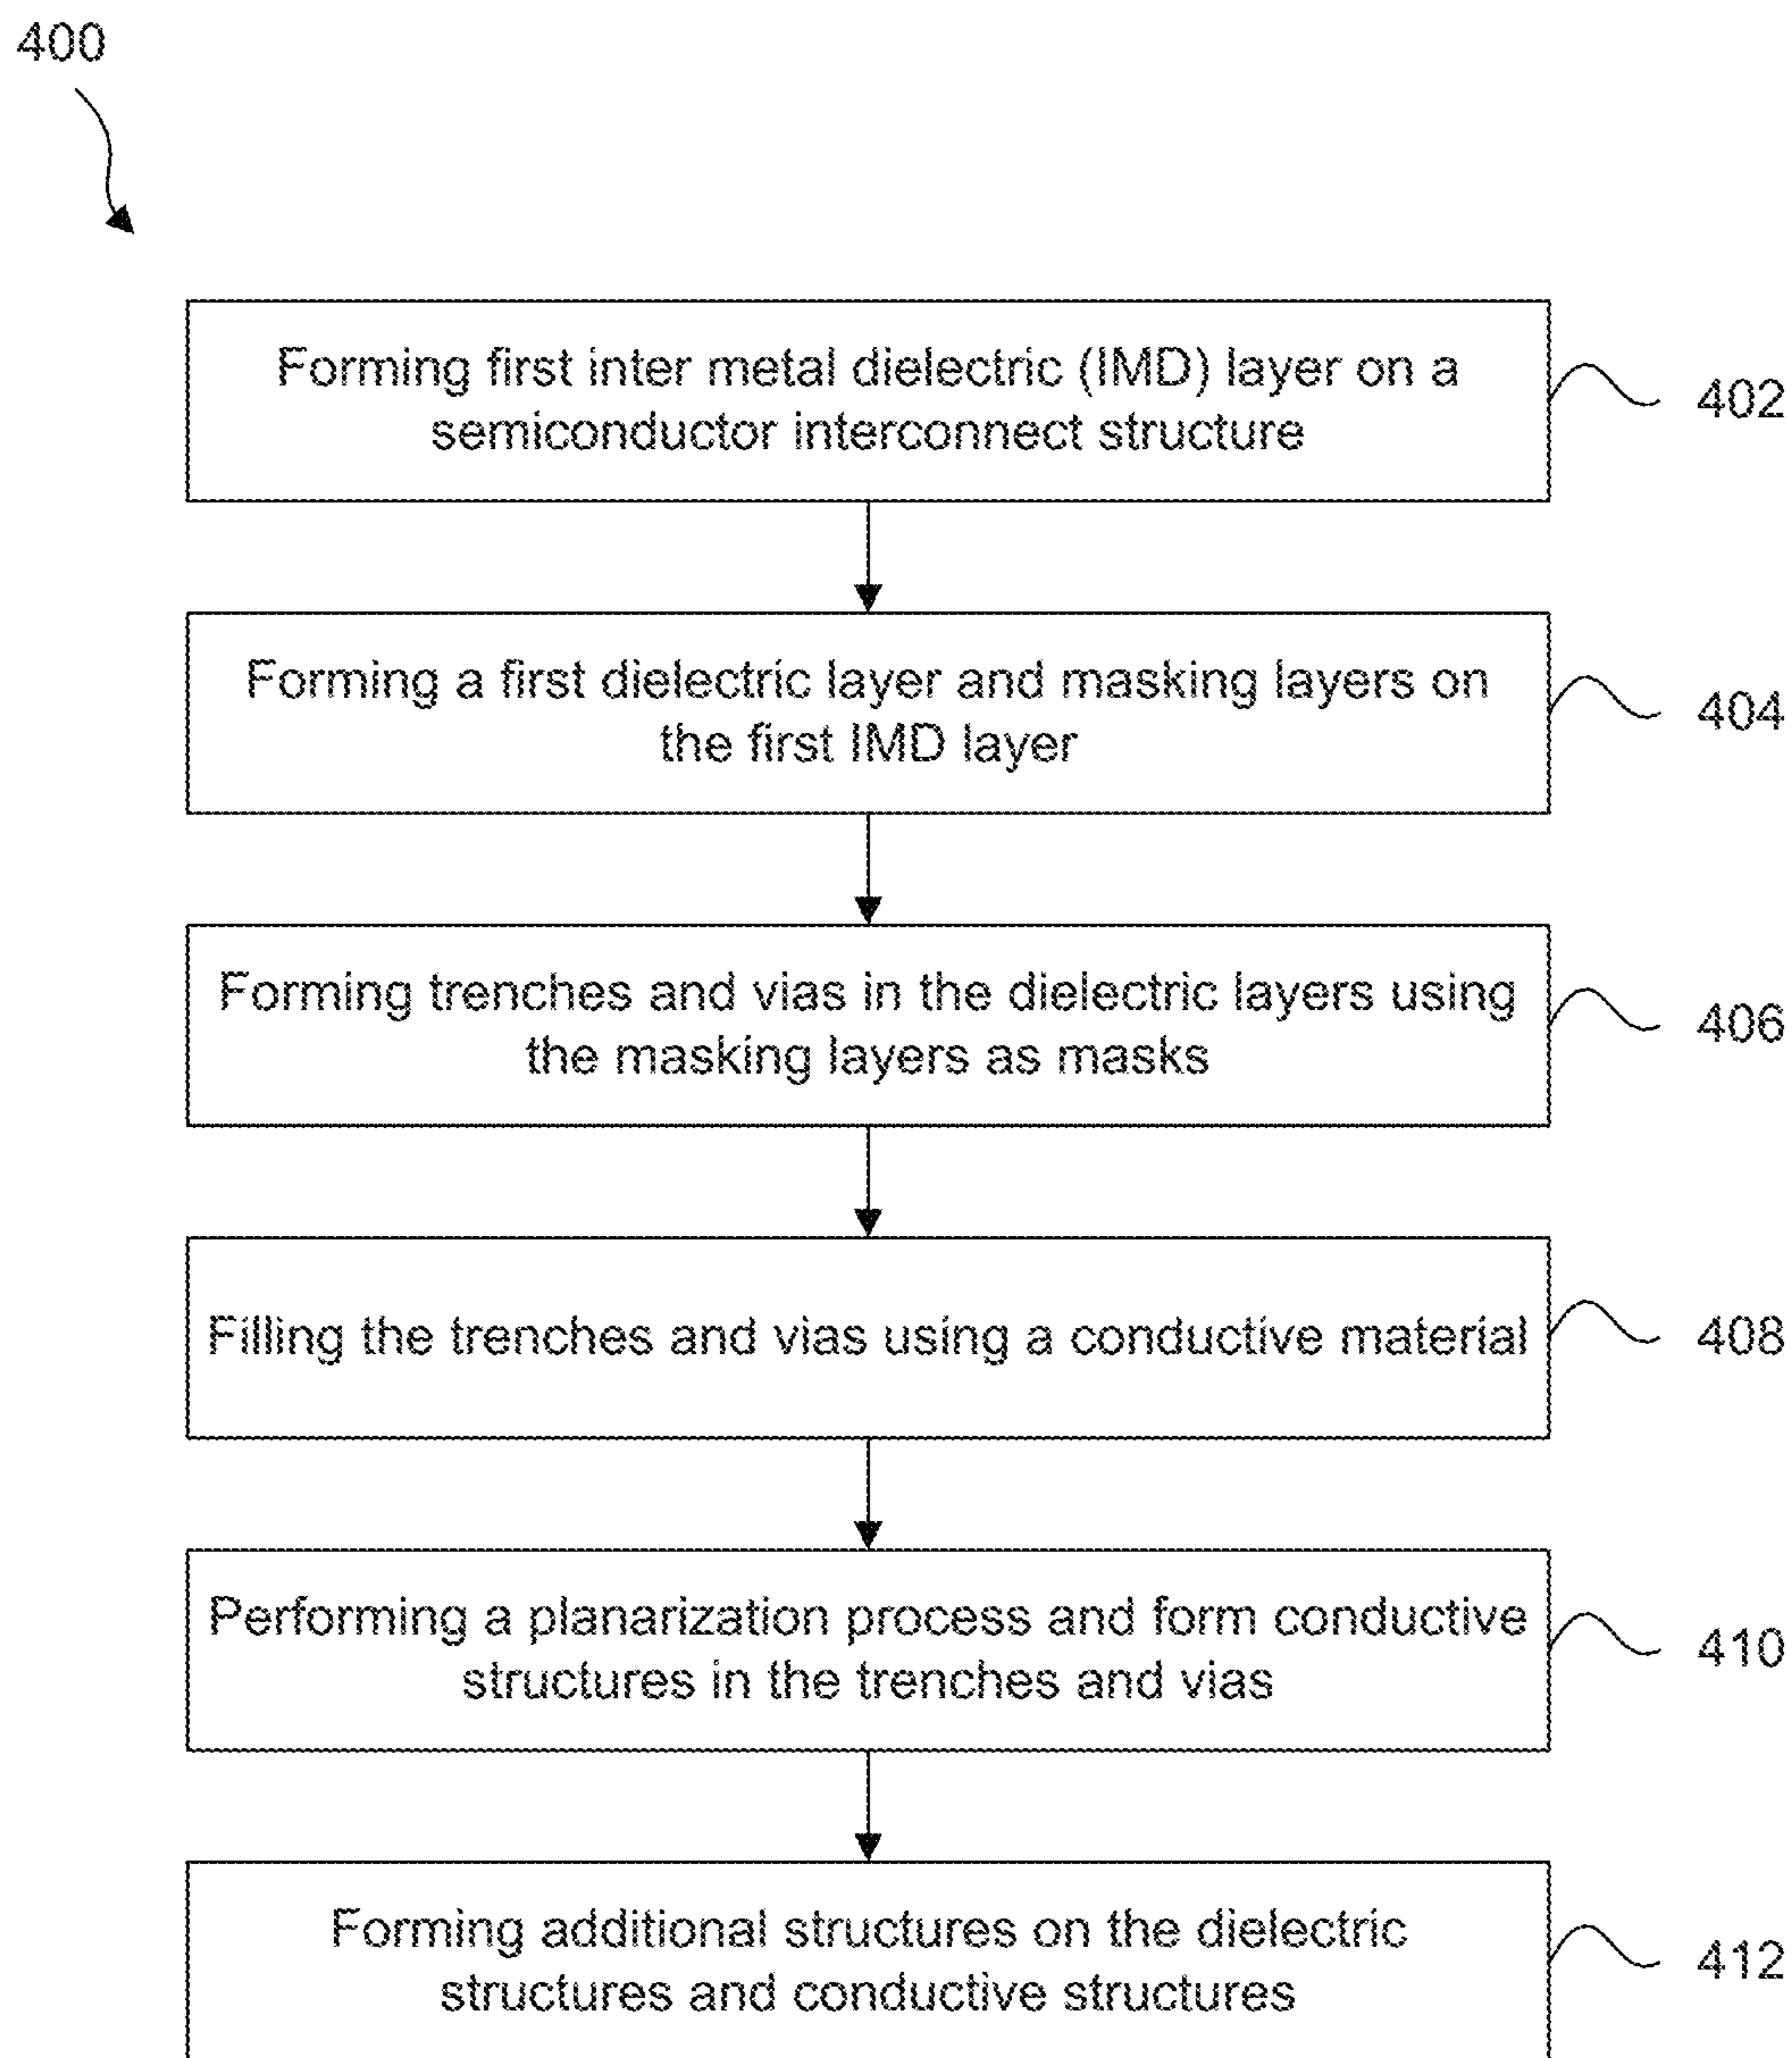 400
Forming first inter metal dielectric (IMD) layer on a
semiconductor interconnect structure
402
Forming a first dielectric layer and masking layers on
the first IMD layer
404
Forming trenches and vias in the dielectric layers using
the masking layers as masks
406
Filling the trenches and vias using a conductive material
408
Performing a planarization process and form conductive
structures in the trenches and vias
410
Forming additional structures on the dielectric
structures and conductive structures
412